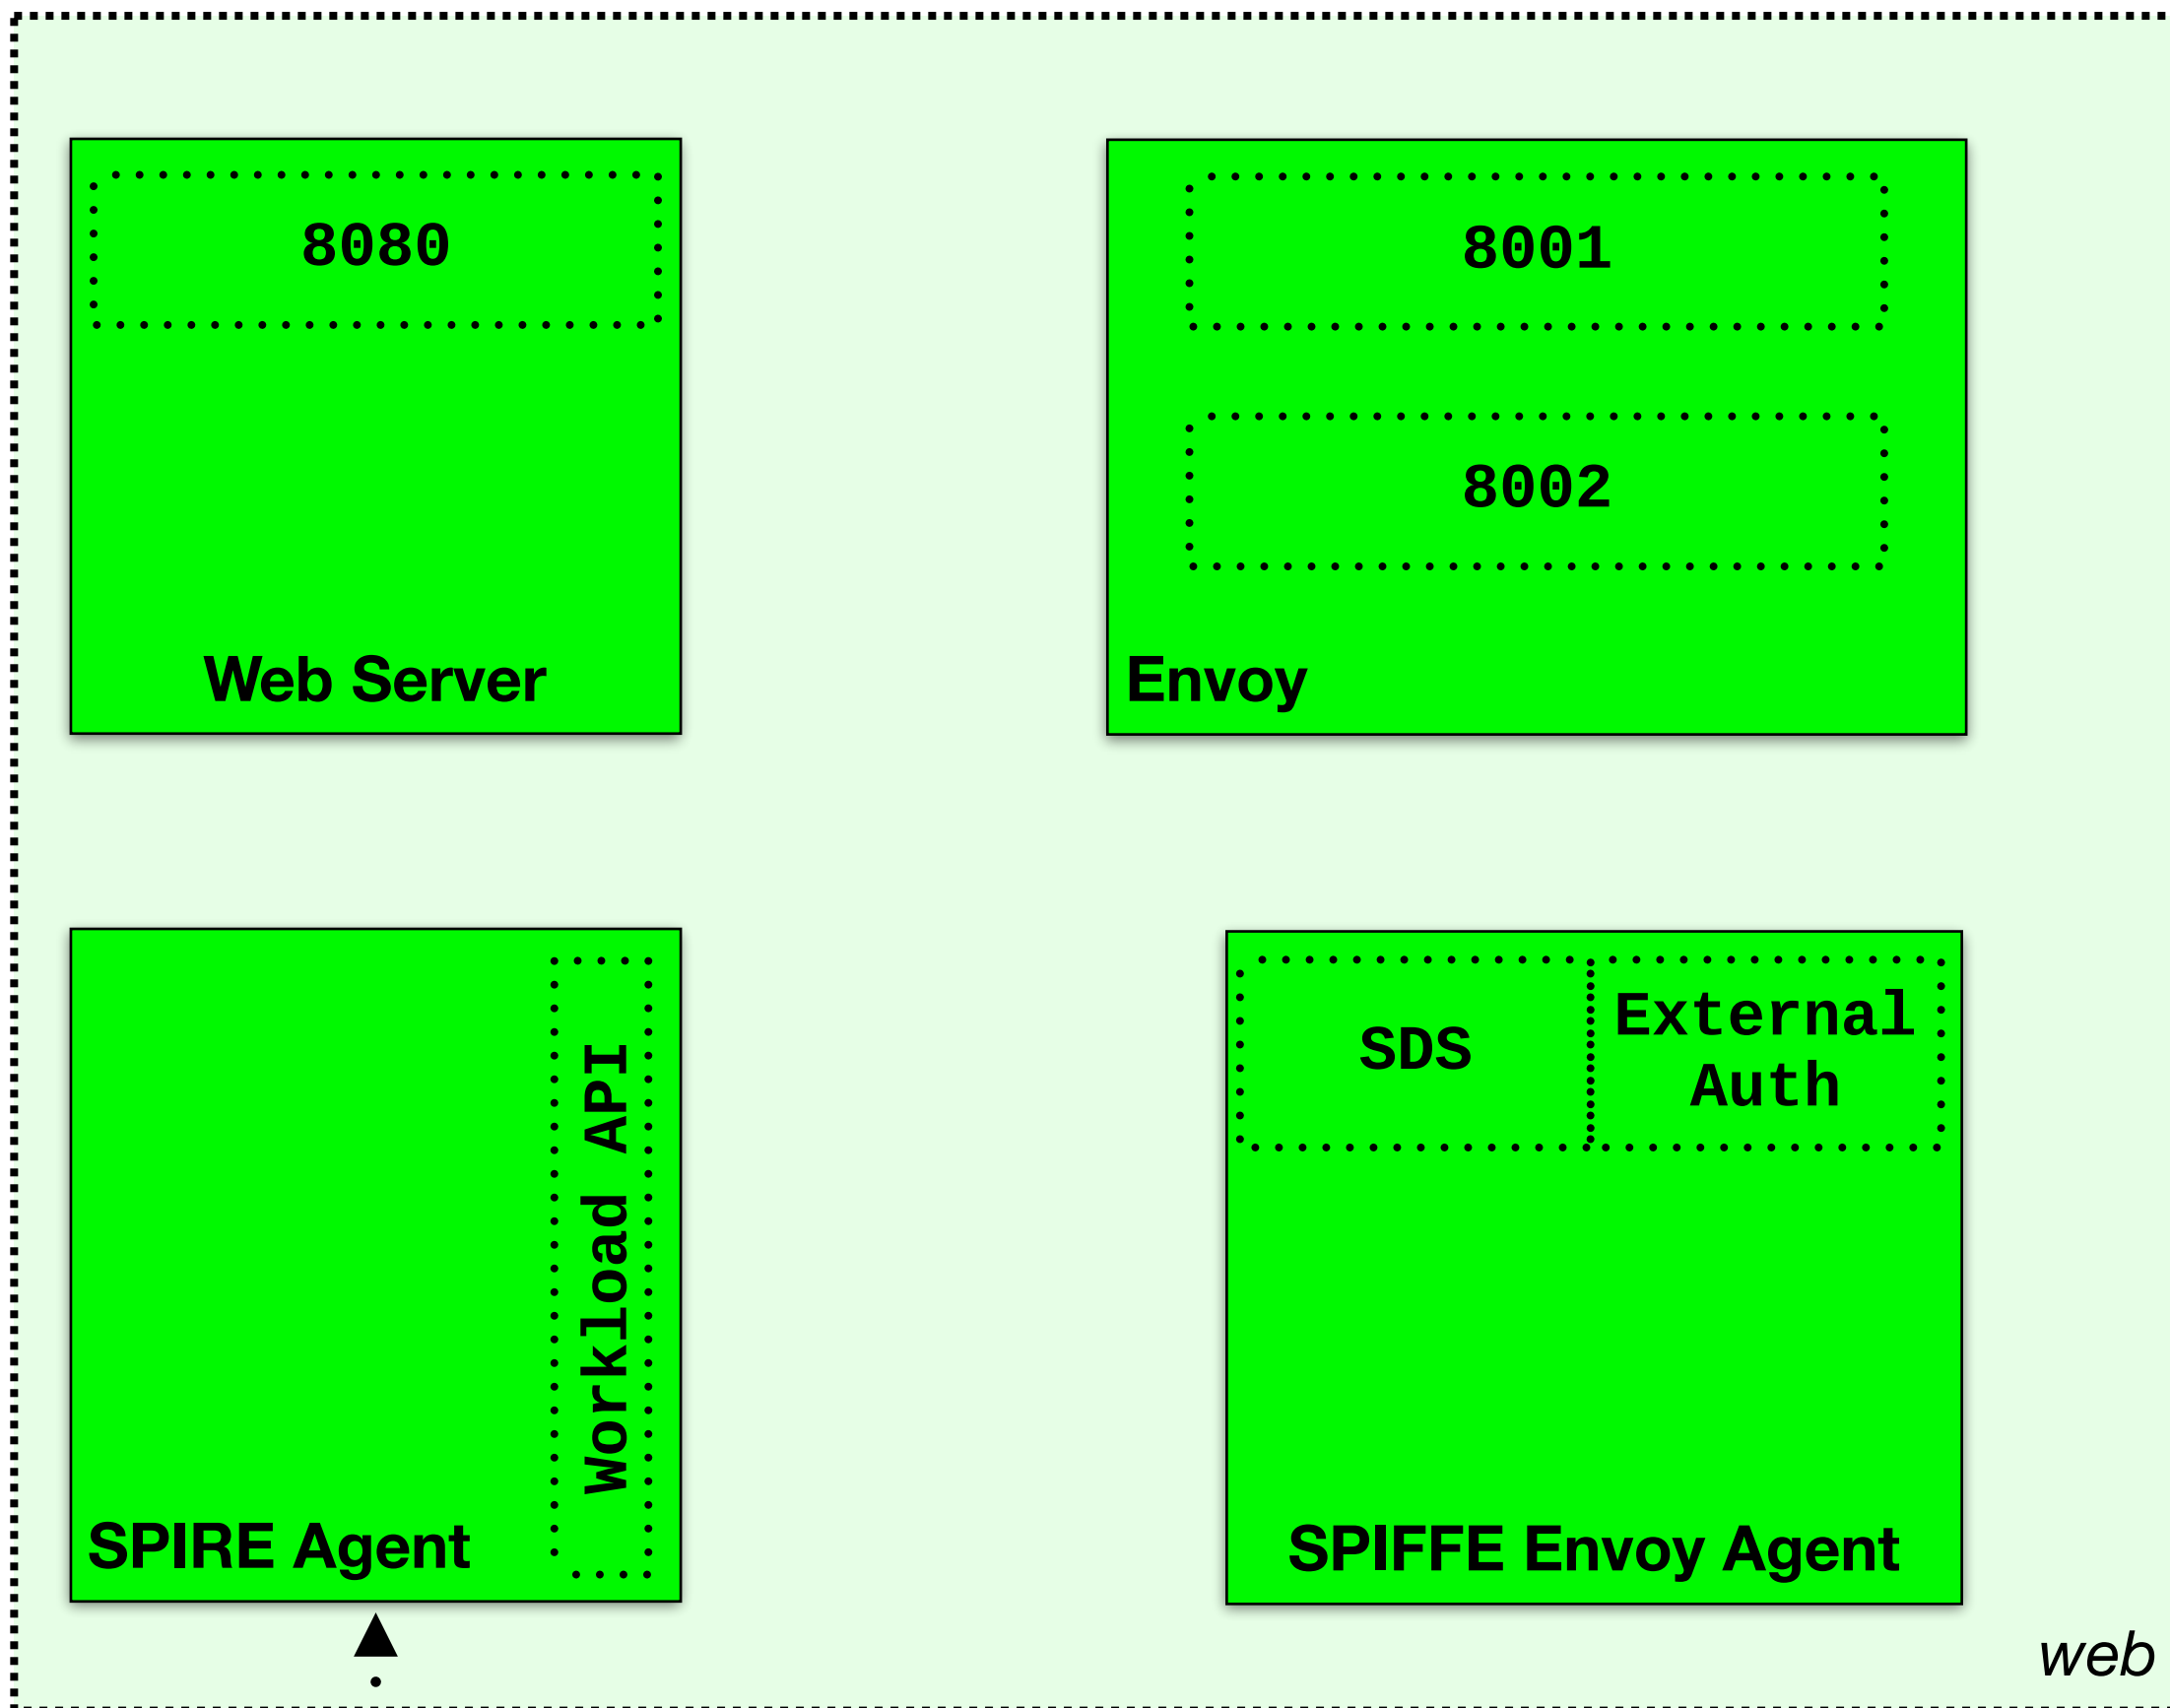 8080
Web Server
8001
8002
Envoy
Workload API
SPIRE Agent
SDS
External
Auth
SPIFFE Envoy Agent
web